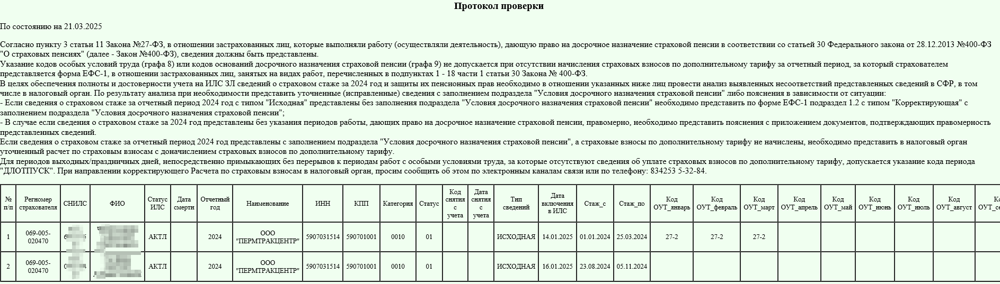 Протокол проверки
По состоянию на 21.03.2025
Согласно пункту 3 статьи 11 Закона №27-ФЗ, в отношении застрахованных лиц, которые выполняли работу (осуществляли деятельность), дающую право на досрочное назначение страховой пенсии в соответствии со статьей 30 Федерального закона от 28.12.2013 №400-ФЗ
"О страховых пенсиях" (далее - Закон №400-ФЗ), сведения должны быть представлены.
Указание кодов особых условий труда (графа 8) или кодов оснований досрочного назначения страховой пенсии (графа 9) не допускается при отсутствии начисления страховых взносов по дополнительному тарифу за отчетный период, за который страхователем
представляется форма ЕФС-1, в отношении застрахованных лиц, занятых на видах работ, перечисленных в подпунктах 1 - 18 части 1 статьи 30 Закона № 400-ФЗ.
В целях обеспечения полноты и достоверности учета на ИЛС ЗЛ сведений о страховом стаже за 2024 год и защиты их пенсионных прав необходимо в отношении указанных ниже лиц провести анализ выявленных несоответствий представленных сведений в СФР, в том
числе в налоговый орган. По результату анализа при необходимости представить уточненные (исправленные) сведения с заполнением подраздела "Условия досрочного назначения страховой пенсии" либо пояснения в зависимости от ситуации:
- Если сведения о страховом стаже за отчетный период 2024 год с типом "Исходная" представлены без заполнения подраздела "Условия досрочного назначения страховой пенсии" необходимо представить по форме ЕФС-1 подраздел 1.2 с типом "Корректирующая" с
заполнением подраздела "Условия досрочного назначения страховой пенсии";
- В случае если сведения о страховом стаже за 2024 год представлены без указания периодов работы, дающих право на досрочное назначение страховой пенсии, правомерно, необходимо представить пояснения с приложением документов, подтверждающих правомерность
представленных сведений.
Если сведения о страховом стаже за отчетный период 2024 год представлены с заполнением подраздела "Условия досрочного назначения страховой пенсии", а страховые взносы по дополнительному тарифу не начислены, необходимо представить в налоговый орган
уточненный расчет по страховым взносам с доначислением страховых взносов по дополнительному тарифу.
Для периодов выходных/праздничных дней, непосредственно примыкающих без перерывов к периодам работ с особыми условиями труда, за которые отсутствуют сведения об уплате страховых взносов по дополнительному тарифу, допускается указание кода периода
"ДЛОТПУСК". При направлении корректирующего Расчета по страховым взносам в налоговый орган, просим сообщить об этом по электронным каналам связи или по телефону: 834253 5-32-84.
№ п/п Регномер страхователя СНИЛС ФИО Статус ИЛС Дата смерти Отчетный год Наименование ИНН КПП Категория Статус Код снятия с учета Дата снятия с учета Тип сведений Дата включения в ИЛС Стаж_с Стаж_по Код ОУТ_январь Код ОУТ_февраль Код ОУТ_март Код ОУТ_апрель Код ОУТ_май Код ОУТ_июнь Код ОУТ_июль Код ОУТ_август
1 069-005-020470 АКТЛ 2024 ООО "ПЕРМТРАКЦЕНТР" 5907031514 590701001 0010 01 ИСХОДНАЯ 14.01.2025 01.01.2024 25.03.2024 27-2 27-2 27-2
2 069-005-020470 АКТЛ 2024 ООО "ПЕРМТРАКЦЕНТР" 5907031514 590701001 0010 01 ИСХОДНАЯ 16.01.2025 23.08.2024 05.11.2024